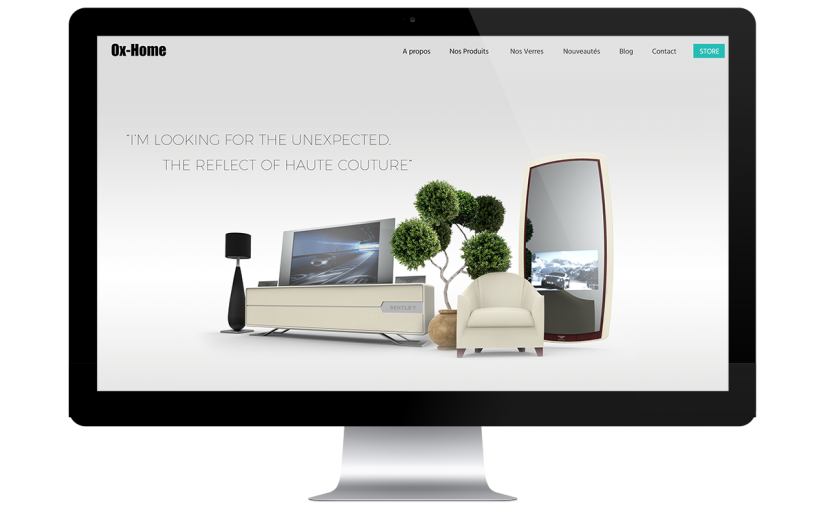 Ox-Home
A propos Nos Produits Nos Verres Nouveautés Blog Contact STORE
"I'M LOOKING FOR THE UNEXPECTED.
THE REFLECT OF HAUTE COUTURE"
BENTLEY